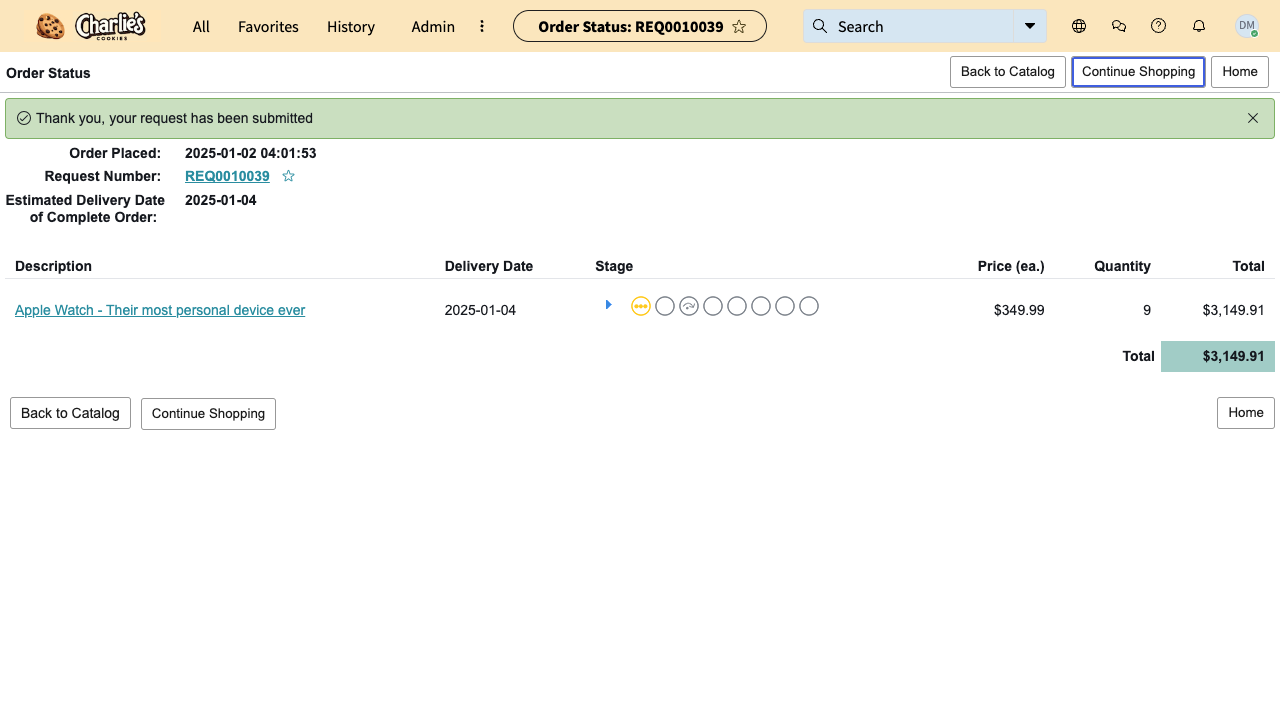 Charlie's
COOKIES
All
Favorites
History
Admin
Order Status: REQ0010039
Search
DM
Order Status
Back to Catalog
Continue Shopping
Home
Thank you, your request has been submitted
Order Placed: 2025-01-02 04:01:53
Request Number: REQ0010039
Estimated Delivery Date 2025-01-04
of Complete Order:
Description Delivery Date Stage Price (ea.) Quantity Total
Apple Watch - Their most personal device ever 2025-01-04 $349.99 9 $3,149.91
Total $3,149.91
Back to Catalog
Continue Shopping
Home